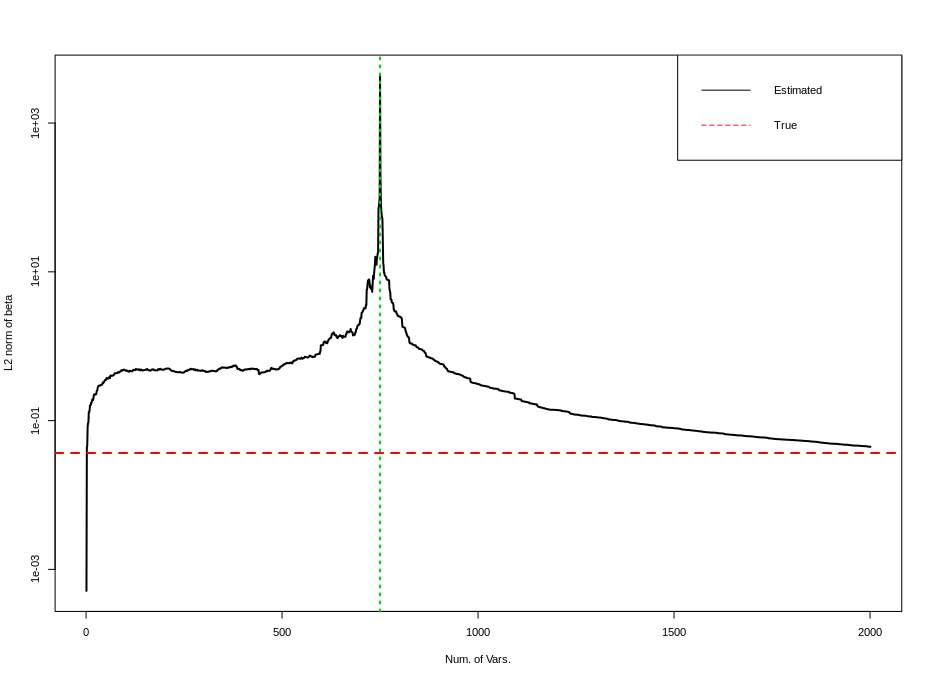 Estimated
True
1e+03
1e+01
1e-01
1e-03
L2 norm of beta
0 500 1000 1500 2000
Num. of Vars.